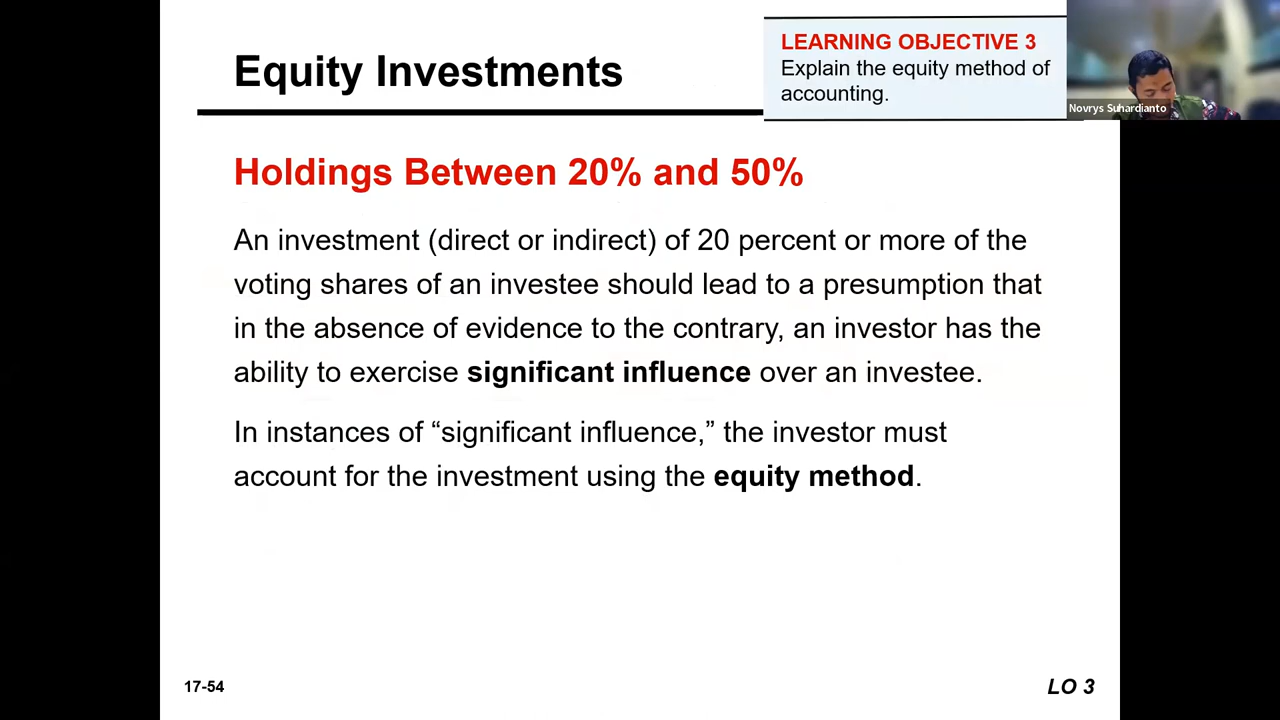 Equity Investments
LEARNING OBJECTIVE 3
Explain the equity method of
accounting.
Novrys Suhardianto
Holdings Between 20% and 50%
An investment (direct or indirect) of 20 percent or more of the
voting shares of an investee should lead to a presumption that
in the absence of evidence to the contrary, an investor has the
ability to exercise significant influence over an investee.
In instances of “significant influence,” the investor must
account for the investment using the equity method.
17-54
LO 3